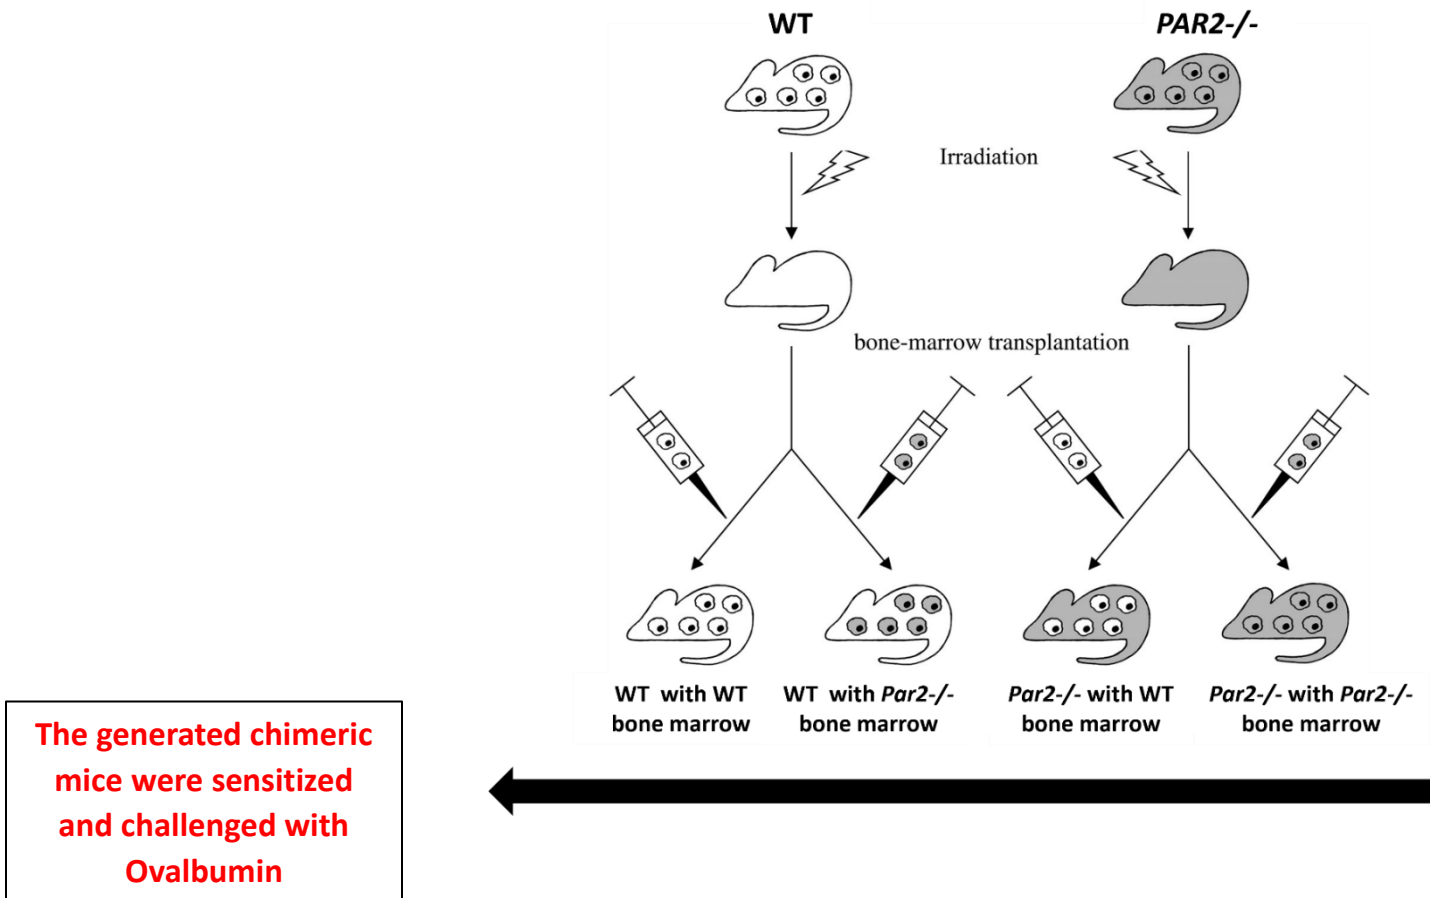 WT
PAR2-/-
Irradiation
bone-marrow transplantation
WT with WT
bone marrow
WT with Par2-/-
bone marrow
Par2-/- with WT
bone marrow
Par2-/- with Par2-/-
bone marrow
The generated chimeric
mice were sensitized
and challenged with
Ovalbumin